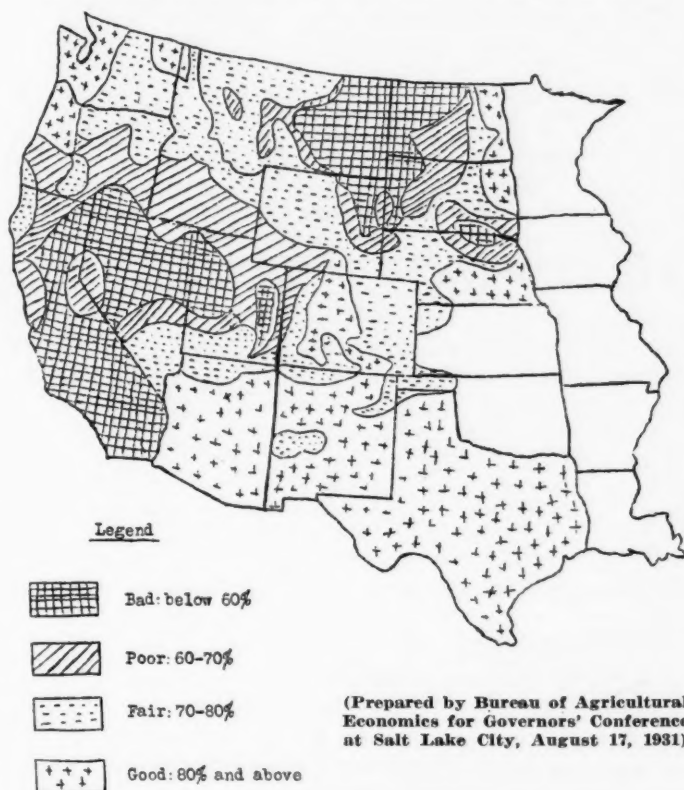 Legend
Bad: below 60%
Poor: 60-70%
Fair: 70-80%
Good: 80% and above
(Prepared by Bureau of Agricultural
Economics for Governors' Conference
at Salt Lake City, August 17, 1931)